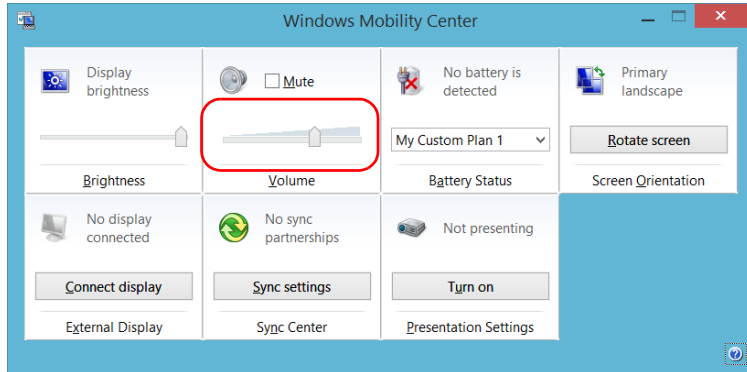 Windows Mobility Center
Display
brightness
Brightness
Mute
Volume
No battery is
detected
My Custom Plan 1
Battery Status
Primary
landscape
Rotate screen
Screen Orientation
No display
connected
Connect display
External Display
No sync
partnerships
Sync settings
Sync Center
Not presenting
Turn on
Presentation Settings